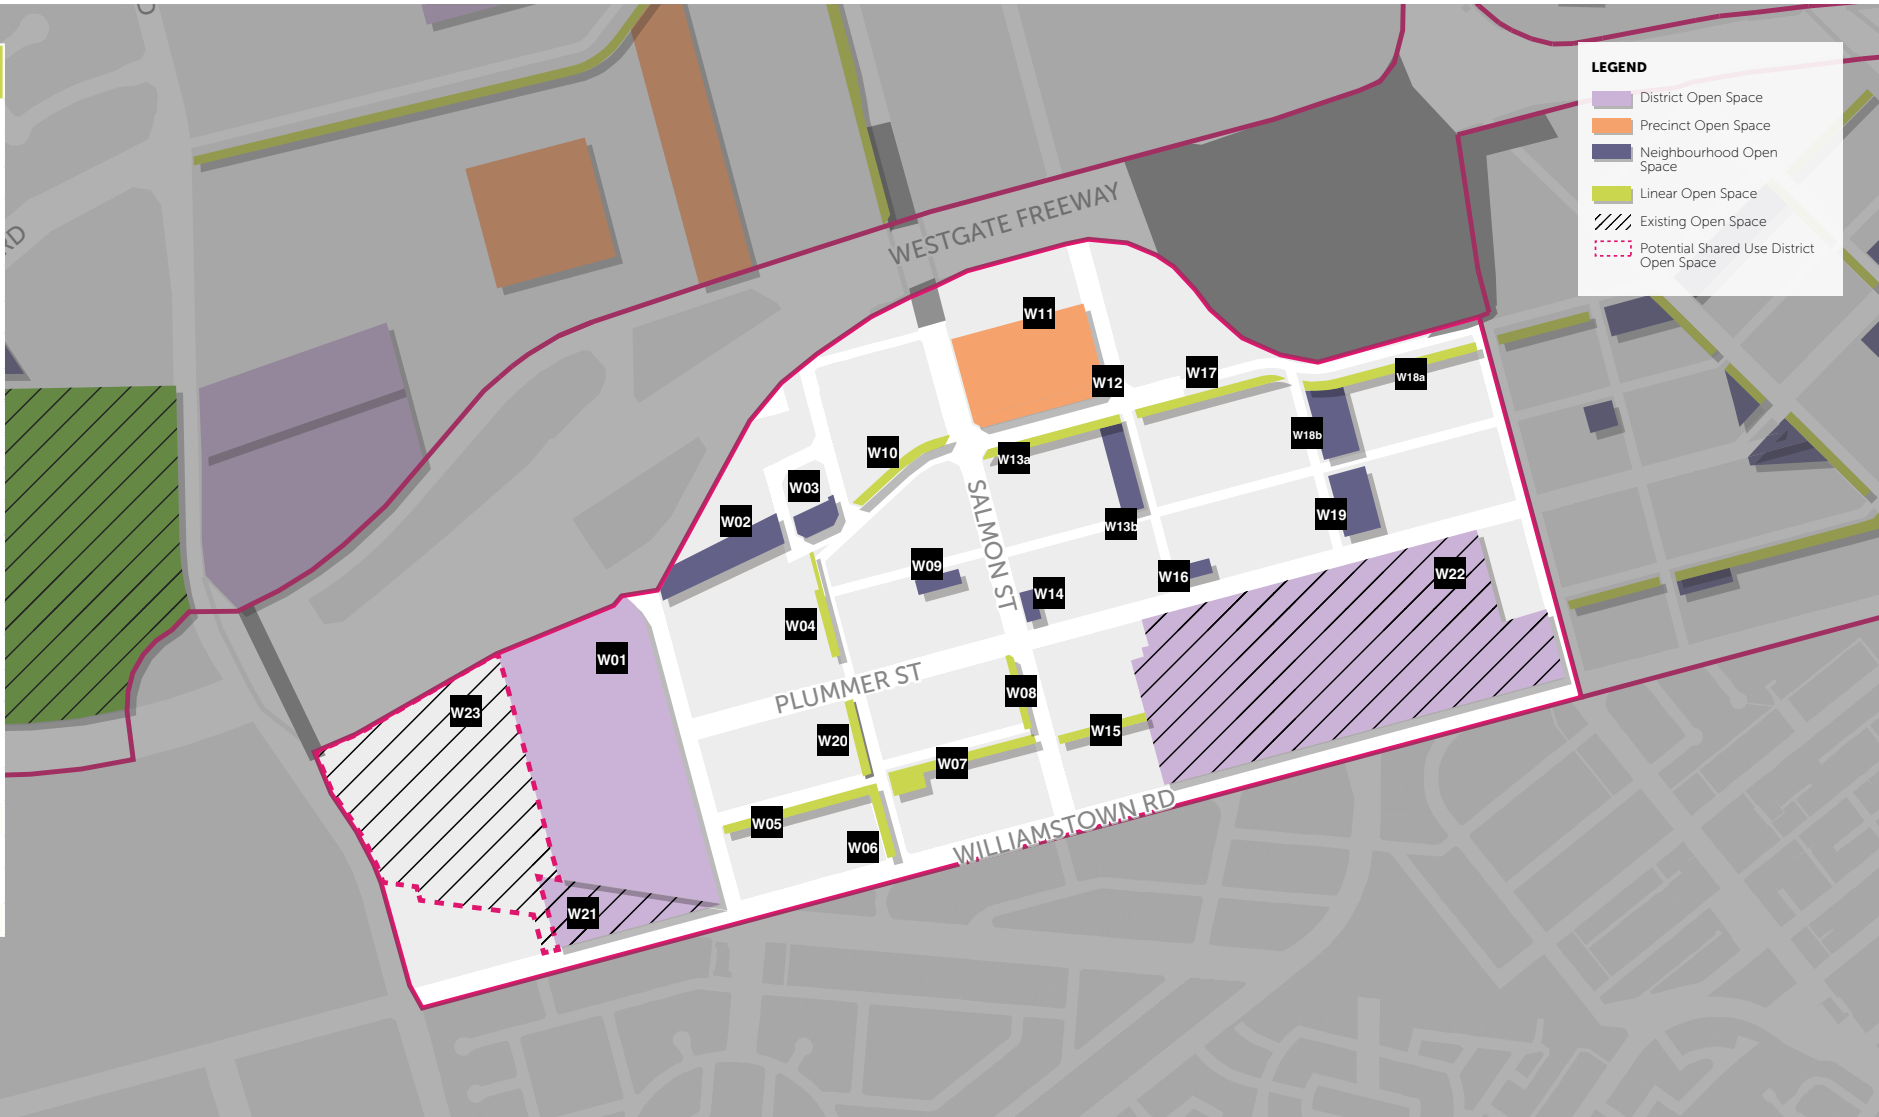 LEGEND
District Open Space
Precinct Open Space
Neighbourhood Open
Space
Linear Open Space
Existing Open Space
Potential Shared Use District
Open Space
RD
WESTGATE FREEWAY
W11
W12
W17
W18a
W10
W13a
W18b
W03
W02
SALMON ST
W13b
W19
W09
W16
W22
W14
W04
W01
PLUMMER ST
W08
W23
W20
W15
W07
W05
W06
WILLIAMSTOWN RD
W21